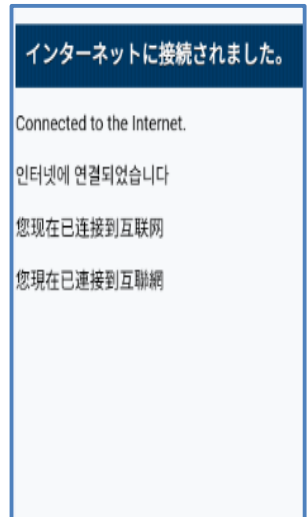 インターネットに接続されました。
Connected to the Internet.
인터넷에 연결되었습니다
您现在已连接到互联网
您現在已連接到互聯網